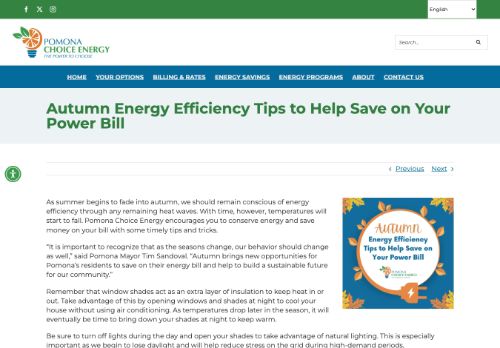 English
POMONA
CHOICE ENERGY
THE POWER TO CHOOSE
Search...
HOME YOUR OPTIONS BILLING & RATES ENERGY SAVINGS ENERGY PROGRAMS ABOUT CONTACT US
Autumn Energy Efficiency Tips to Help Save on Your
Power Bill
Previous Next
As summer begins to fade into autumn, we should remain conscious of energy
efficiency through any remaining heat waves. With time, however, temperatures will
start to fall. Pomona Choice Energy encourages you to conserve energy and save
money on your bill with some timely tips and tricks.
“It is important to recognize that as the seasons change, our behavior should change
as well,” said Pomona Mayor Tim Sandoval. “Autumn brings new opportunities for
Pomona’s residents to save on their energy bill and help to build a sustainable future
for our community.”
Remember that window shades act as an extra layer of insulation to keep heat in or
out. Take advantage of this by opening windows and shades at night to cool your
house without using air conditioning. As temperatures drop later in the season, it will
eventually be time to bring down your shades at night to keep warm.
Autumn
Energy Efficiency
Tips to Help Save on
Your Power Bill
POMONA
CHOICE ENERGY
Be sure to turn off lights during the day and open your shades to take advantage of natural lighting. This is especially
important as we begin to lose daylight and will help reduce stress on the grid during high-demand periods.